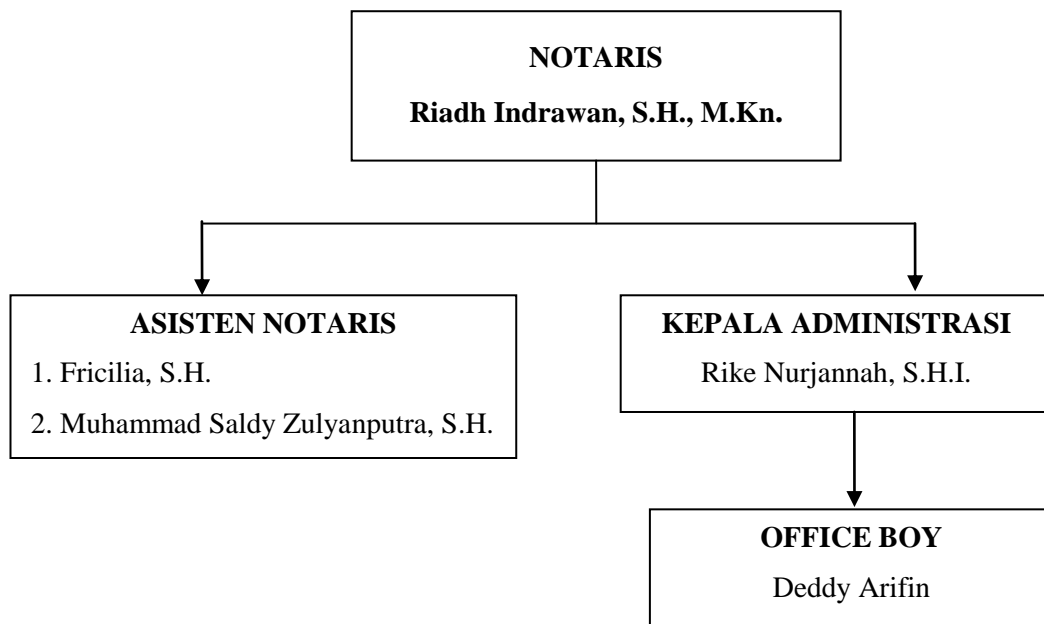 NOTARIS
Riadh Indrawan, S.H., M.Kn.
ASISTEN NOTARIS
1. Fricilia, S.H.
2. Muhammad Saldy Zulyanputra, S.H.
KEPALA ADMINISTRASI
Rike Nurjannah, S.H.I.
OFFICE BOY
Deddy Arifin